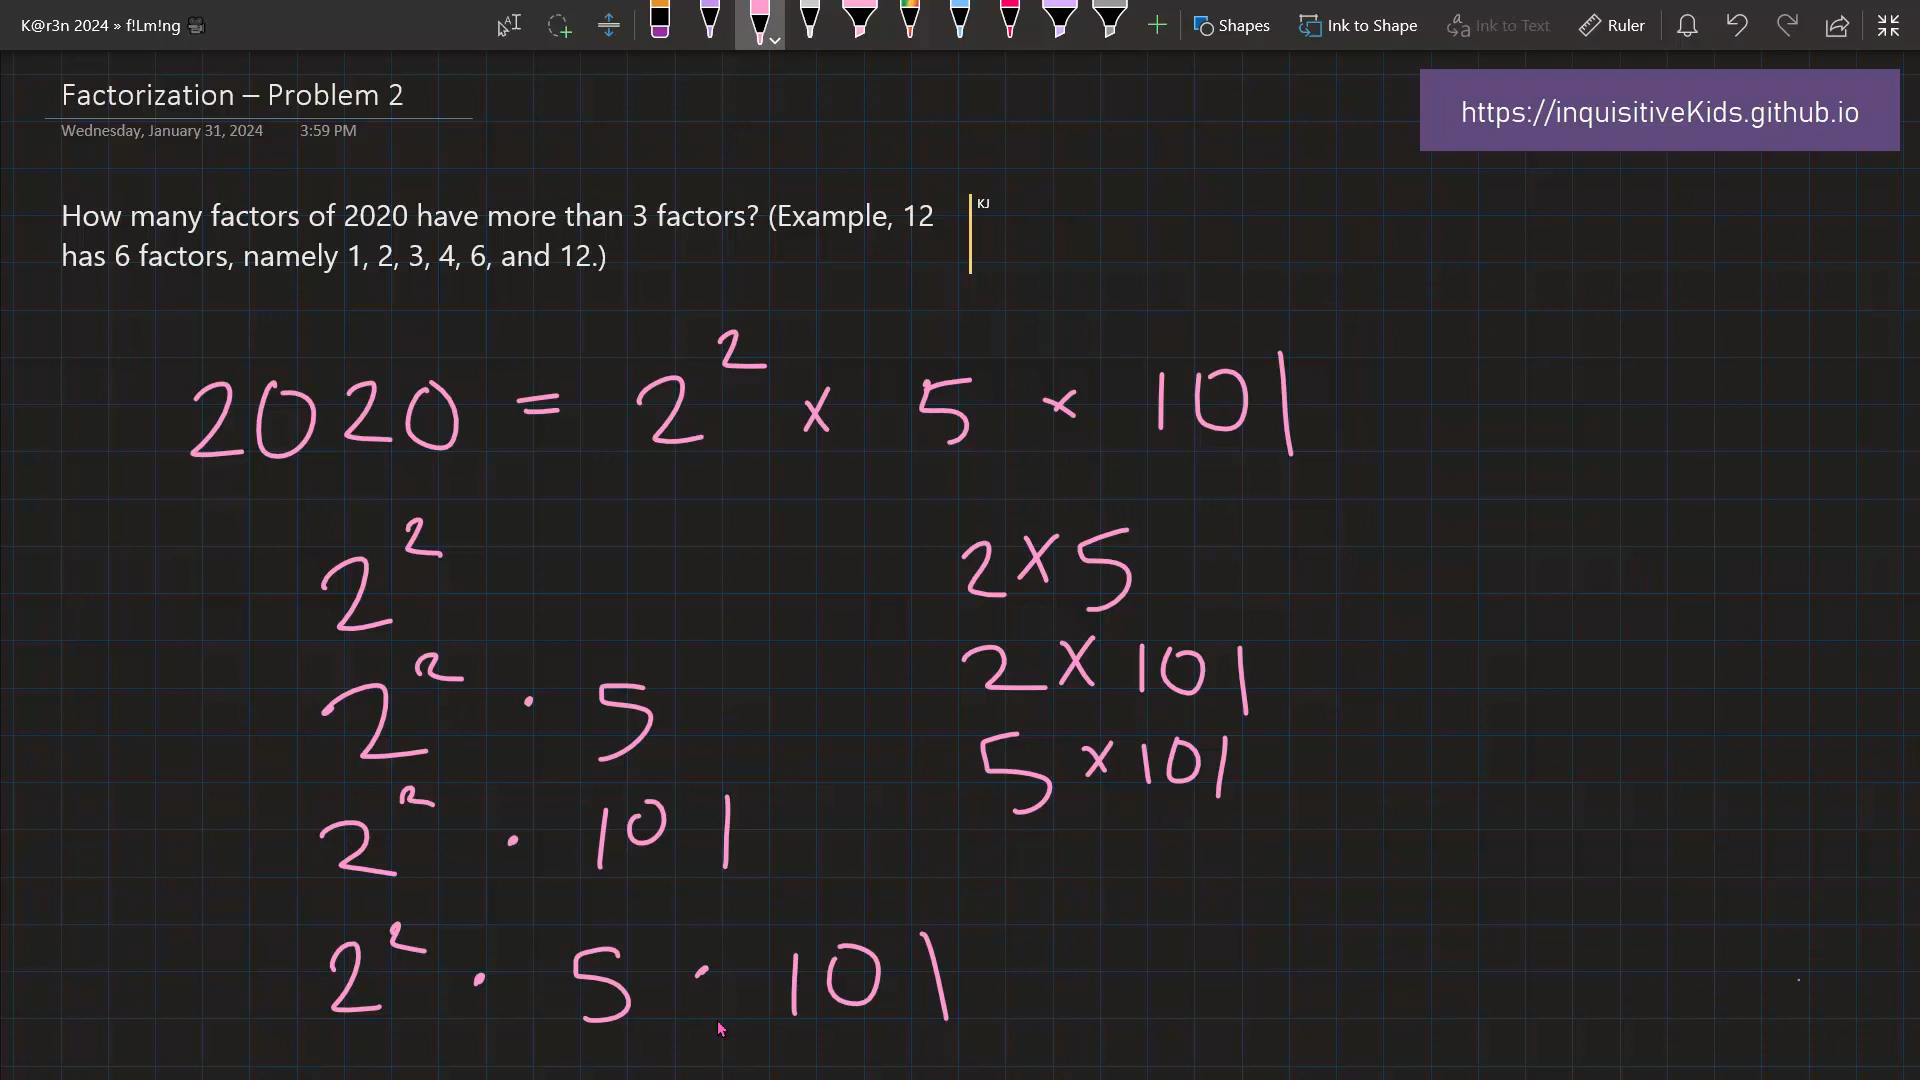 K@r3n 2024 » f!Lm!ng
Shapes
Ink to Shape
Ink to Text
Ruler
Factorization – Problem 2
Wednesday, January 31, 2024 3:59 PM
https://inquisitiveKids.github.io
How many factors of 2020 have more than 3 factors? (Example, 12
has 6 factors, namely 1, 2, 3, 4, 6, and 12.)
KJ
2020 = 2² x 5 x 101
2²
2² · 5
2² · 101
2² · 5 · 101
2 x 5
2 x 101
5 x 101